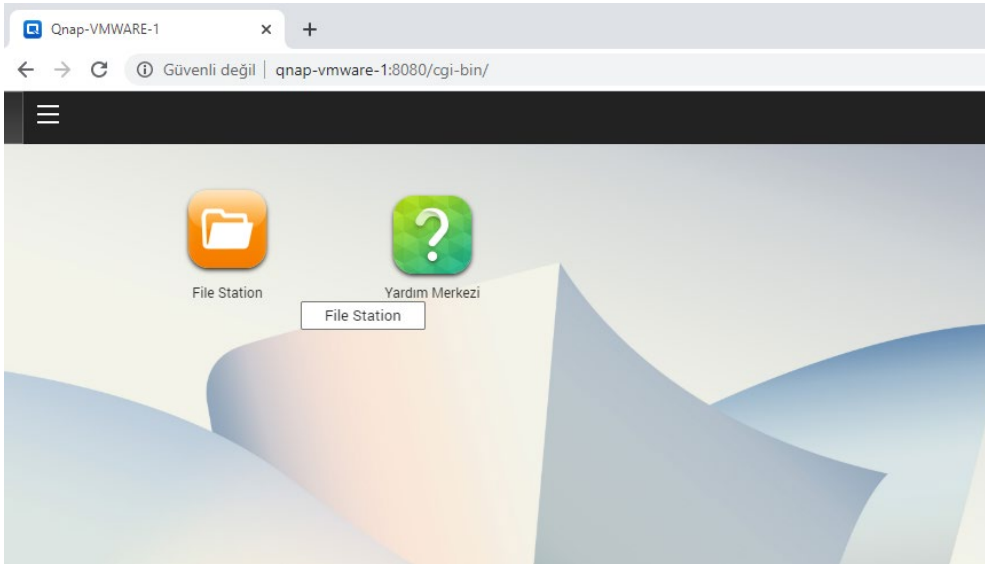 Qnap-VMWARE-1
Güvenli değil qnap-vmware-1:8080/cgi-bin/
File Station Yardım Merkezi
File Station